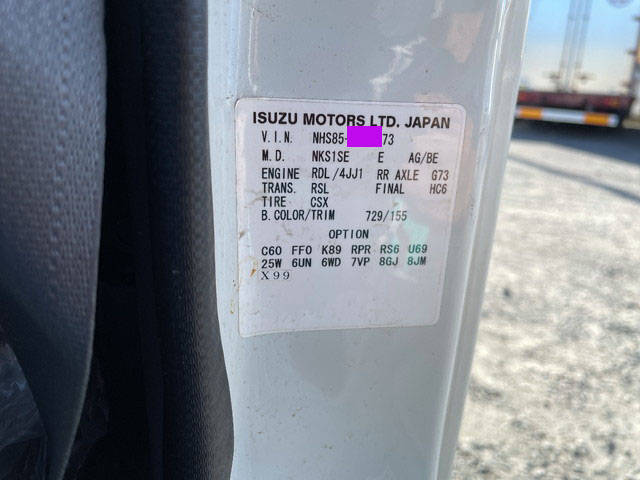 ISUZU MOTORS LTD. JAPAN
V.I.N. NHS85- 73
M.D. NKS1SE E AG/BE
ENGINE RDL/4JJ1 RR AXLE G73
TRANS. RSL FINAL HC6
TIRE CSX
B.COLOR/TRIM 729/155
OPTION
C60 FF0 K89 RPR RS6 U69
25W 6UN 6WD 7VP 8GJ 8JM
X99